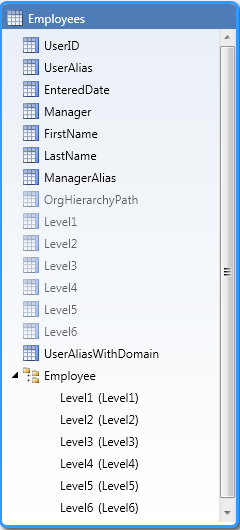 Employees
UserID
UserAlias
EnteredDate
Manager
FirstName
LastName
ManagerAlias
OrgHierarchyPath
Level1
Level2
Level3
Level4
Level5
Level6
UserAliasWithDomain
Employee
Level1 (Level1)
Level2 (Level2)
Level3 (Level3)
Level4 (Level4)
Level5 (Level5)
Level6 (Level6)